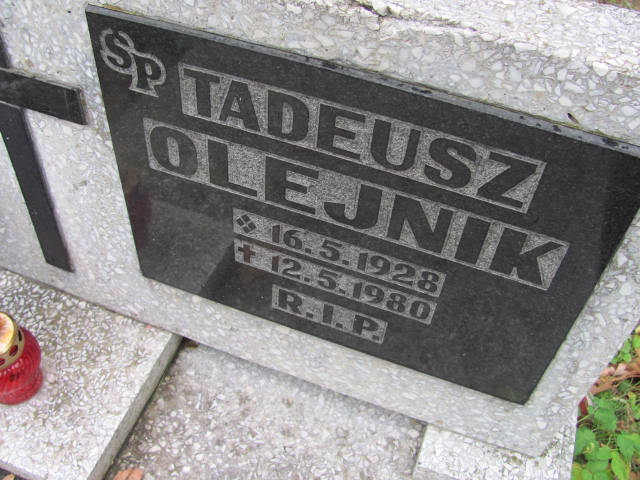 SP TADEUSZ
OLEJNIK
16.5.1928
12.5.1980
R.I.P.